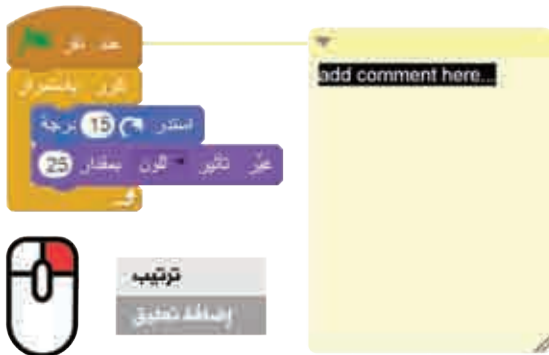 عند نقر
كرر باستمرار
استدر 15 درجة
غيّر تأثير اللون بمقدار 25
add comment here...
ترتيب
إضافة تعليق